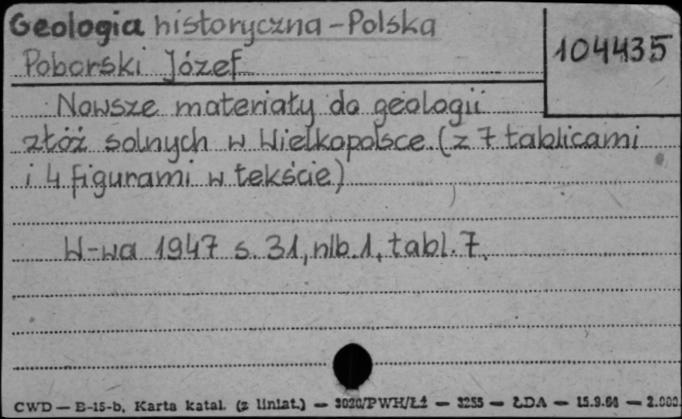 Geologia historyczna - Polska
104435
Poborski Józef
Nowsze materiały do geologii
złóż solnych w Wielkopolsce. (z 7 tablicami
i 4 figurami w tekście)
W-wa 1947 s. 31, nlb. 1, tabl. 7.
CWD — E-15-b, Karta katal. (z liniat.) — 3020/PWH/Łź — 3255 — ŁDA — 15.9.64 — 2.000